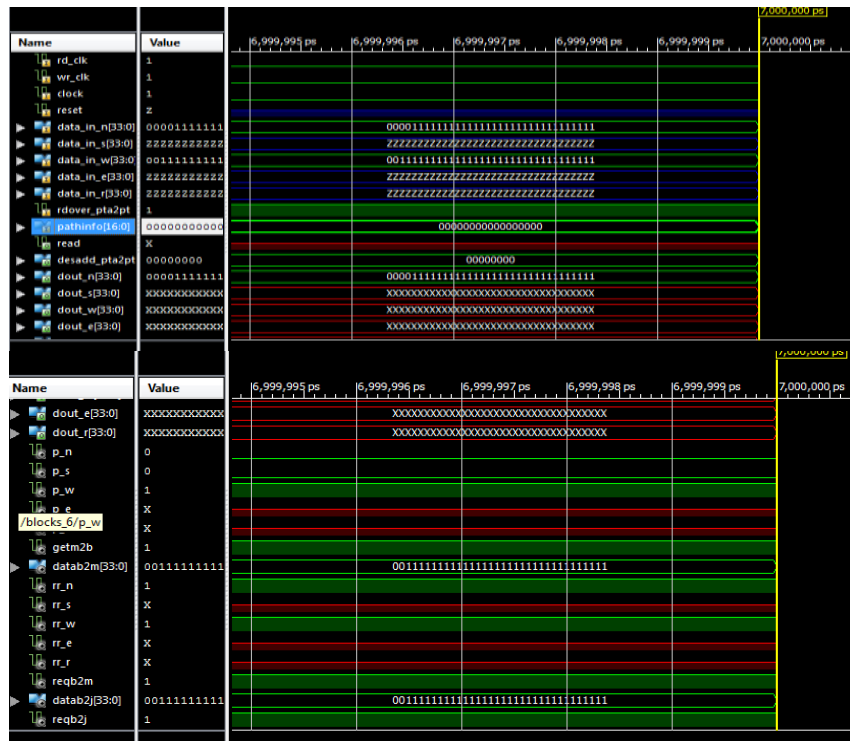 7,000,000 ps
Name Value 6,999,995 ps 6,999,996 ps 6,999,997 ps 6,999,998 ps 6,999,999 ps 7,000,000 ps
rd_clk 1
wr_clk 1
clock 1
reset z
data_in_n[33:0] 00001111111 0000111111111111111111111111111111
data_in_s[33:0] ZZZZZZZZZZZ ZZZZZZZZZZZZZZZZZZZZZZZZZZZZZZZZZZ
data_in_w[33:0] 00111111111 0011111111111111111111111111111111
data_in_e[33:0] ZZZZZZZZZZZ ZZZZZZZZZZZZZZZZZZZZZZZZZZZZZZZZZZ
data_in_r[33:0] ZZZZZZZZZZZ ZZZZZZZZZZZZZZZZZZZZZZZZZZZZZZZZZZ
rdover_pta2pt 1
pathinfo[16:0] 00000000000 00000000000000000
read X
desadd_pta2pt 00000000 00000000
dout_n[33:0] 00001111111 0000111111111111111111111111111111
dout_s[33:0] XXXXXXXXXXX XXXXXXXXXXXXXXXXXXXXXXXXXXXXXXXXXX
dout_w[33:0] XXXXXXXXXXX XXXXXXXXXXXXXXXXXXXXXXXXXXXXXXXXXX
dout_e[33:0] XXXXXXXXXXX XXXXXXXXXXXXXXXXXXXXXXXXXXXXXXXXXX
7,000,000 ps
Name Value 6,999,995 ps 6,999,996 ps 6,999,997 ps 6,999,998 ps 6,999,999 ps 7,000,000 ps
dout_e[33:0] XXXXXXXXXXX XXXXXXXXXXXXXXXXXXXXXXXXXXXXXXXXXX
dout_r[33:0] XXXXXXXXXXX XXXXXXXXXXXXXXXXXXXXXXXXXXXXXXXXXX
p_n 0
p_s 0
p_w 1
p_e X
/blocks_6/p_w X
getm2b 1
datab2m[33:0] 00111111111 0011111111111111111111111111111111
rr_n 1
rr_s X
rr_w 1
rr_e X
rr_r X
reqb2m 1
datab2j[33:0] 00111111111 0011111111111111111111111111111111
reqb2j 1